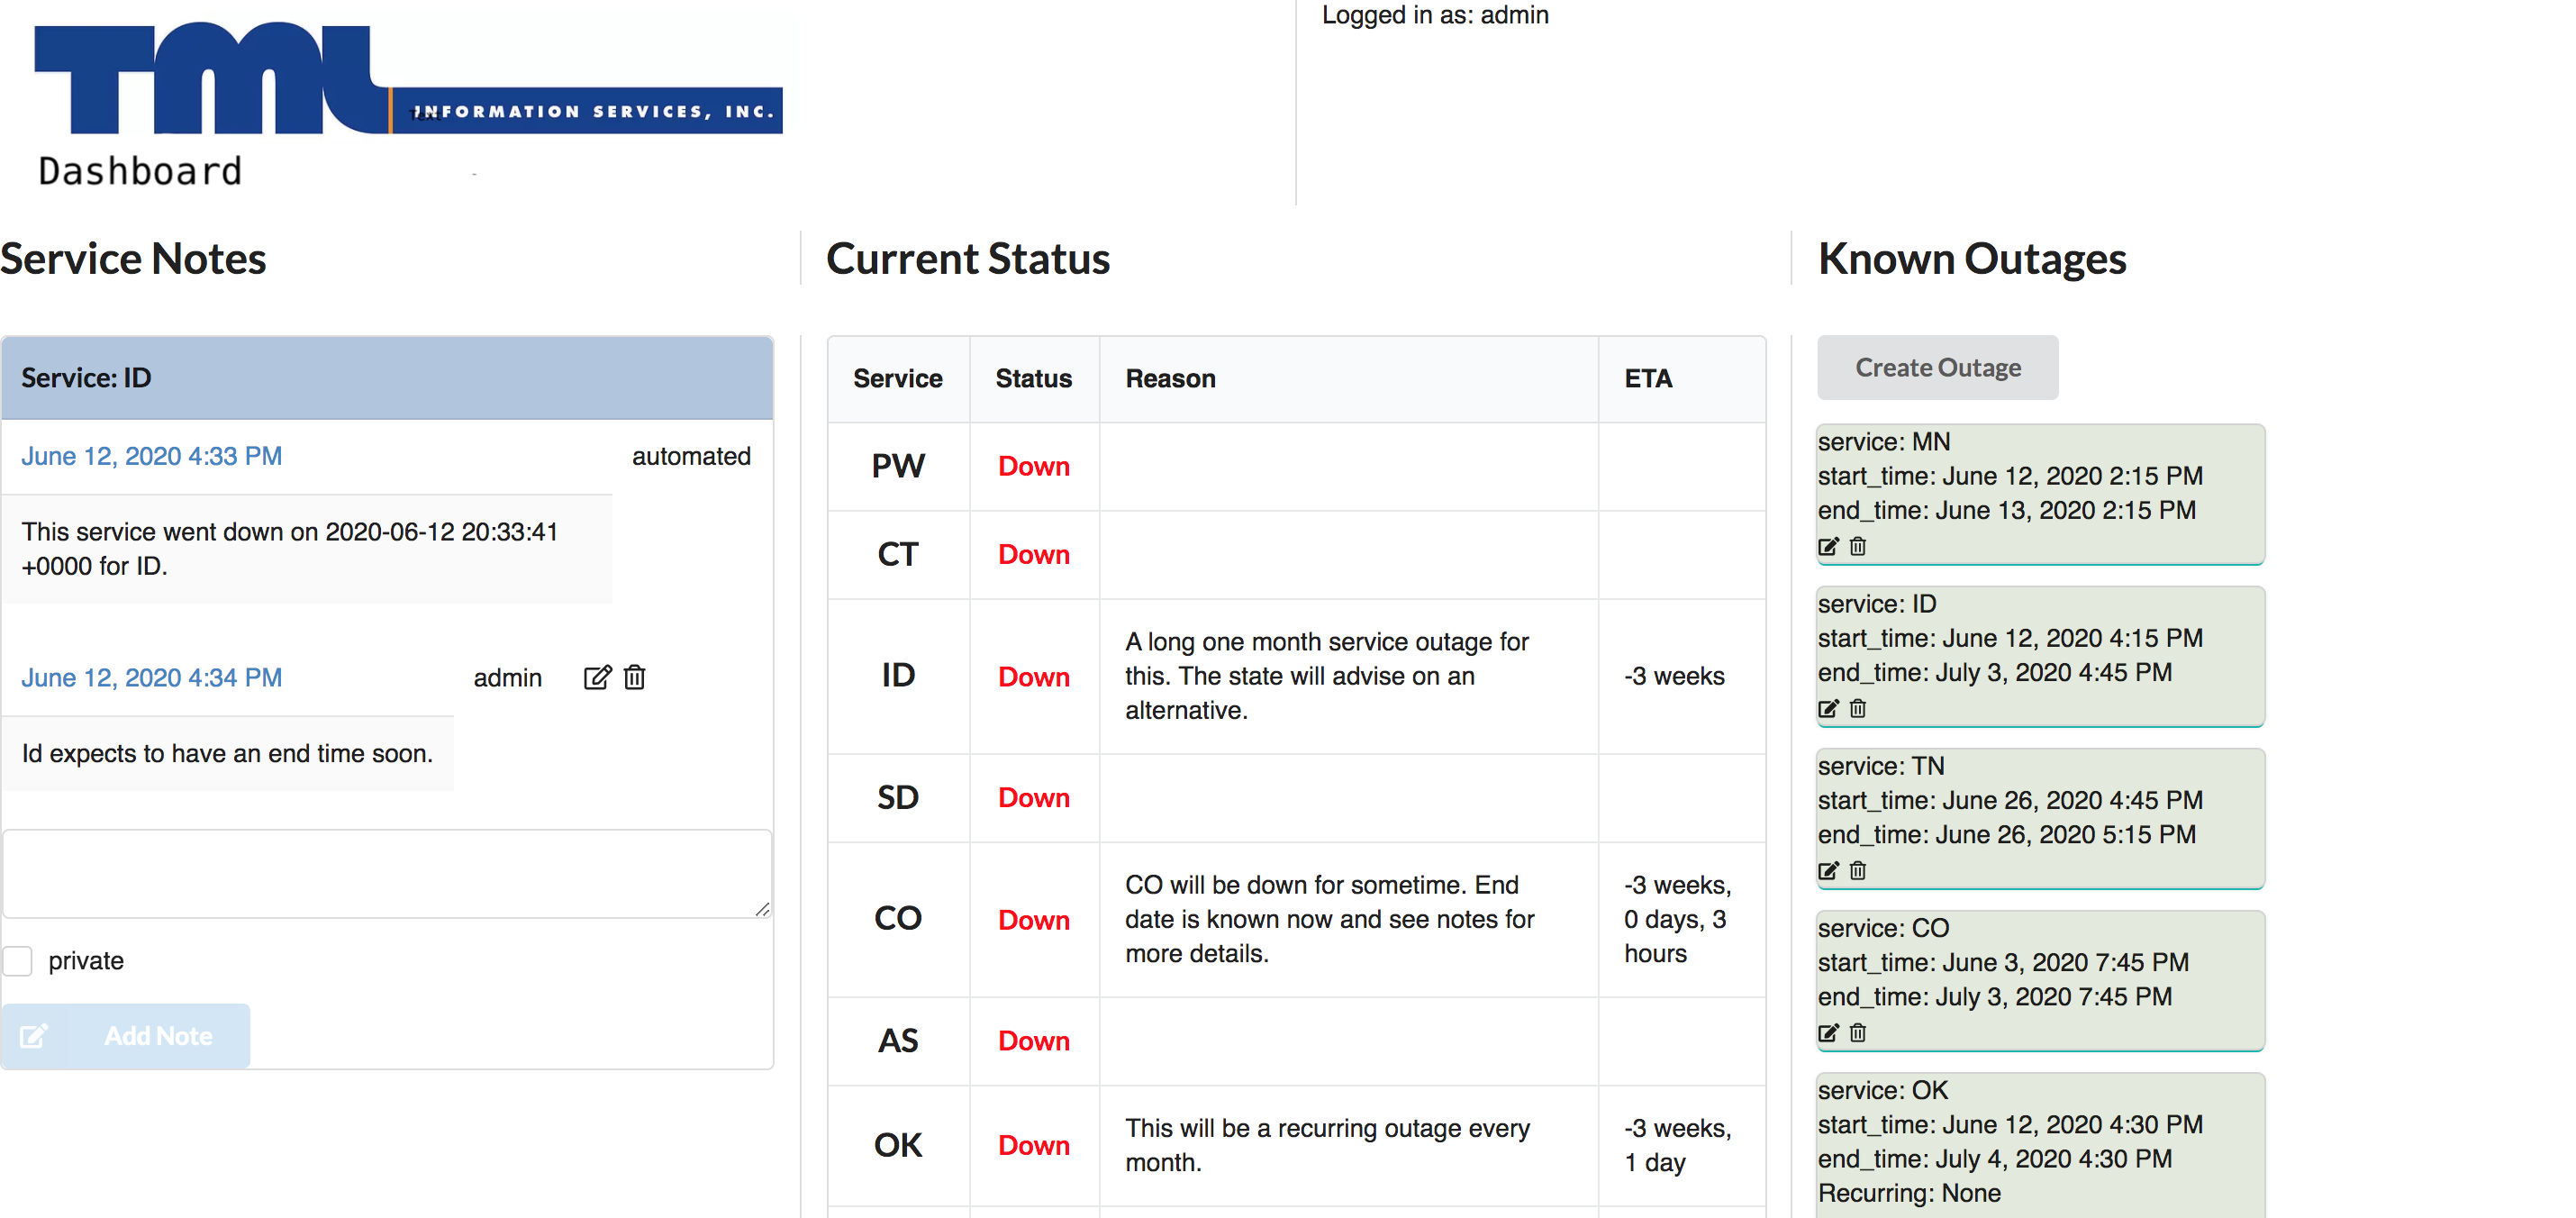 TML
INFORMATION SERVICES, INC.
Text
Dashboard
-
Logged in as: admin
Service Notes
Service: ID
June 12, 2020 4:33 PM automated
This service went down on 2020-06-12 20:33:41
+0000 for ID.
June 12, 2020 4:34 PM admin
Id expects to have an end time soon.
private
Add Note
Current Status
Service Status Reason ETA
PW Down
CT Down
ID Down
A long one month service outage for
this. The state will advise on an
alternative.
-3 weeks
SD Down
CO Down
CO will be down for sometime. End
date is known now and see notes for
more details.
-3 weeks,
0 days, 3
hours
AS Down
OK Down
This will be a recurring outage every
month.
-3 weeks,
1 day
Known Outages
Create Outage
service: MN
start_time: June 12, 2020 2:15 PM
end_time: June 13, 2020 2:15 PM
service: ID
start_time: June 12, 2020 4:15 PM
end_time: July 3, 2020 4:45 PM
service: TN
start_time: June 26, 2020 4:45 PM
end_time: June 26, 2020 5:15 PM
service: CO
start_time: June 3, 2020 7:45 PM
end_time: July 3, 2020 7:45 PM
service: OK
start_time: June 12, 2020 4:30 PM
end_time: July 4, 2020 4:30 PM
Recurring: None